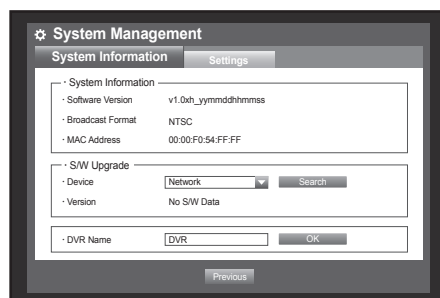 System Management
System Information Settings
· System Information
· Software Version v1.0xh_yymmddhhmmss
· Broadcast Format NTSC
· MAC Address 00:00:F0:54:FF:FF
· S/W Upgrade
· Device Network Search
· Version No S/W Data
· DVR Name DVR OK
Previous